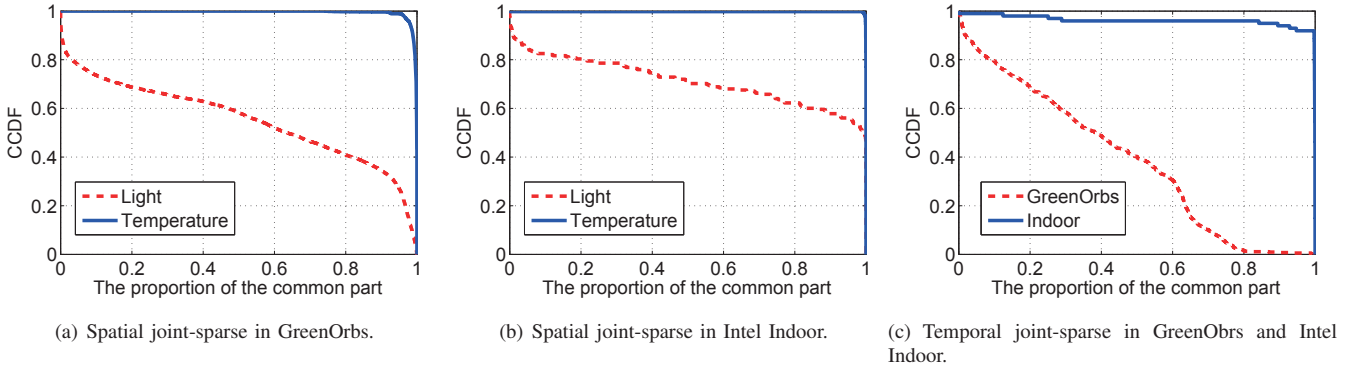 1
0.8
0.6
0.4
0.2
0
CCDF
Light
Temperature
0 0.2 0.4 0.6 0.8 1
The proportion of the common part
(a) Spatial joint-sparse in GreenOrbs.
1
0.8
0.6
0.4
0.2
0
CCDF
Light
Temperature
0 0.2 0.4 0.6 0.8 1
The proportion of the common part
(b) Spatial joint-sparse in Intel Indoor.
1
0.8
0.6
0.4
0.2
0
CCDF
GreenOrbs
Indoor
0 0.2 0.4 0.6 0.8 1
The proportion of the common part
(c) Temporal joint-sparse in GreenObrs and Intel
Indoor.